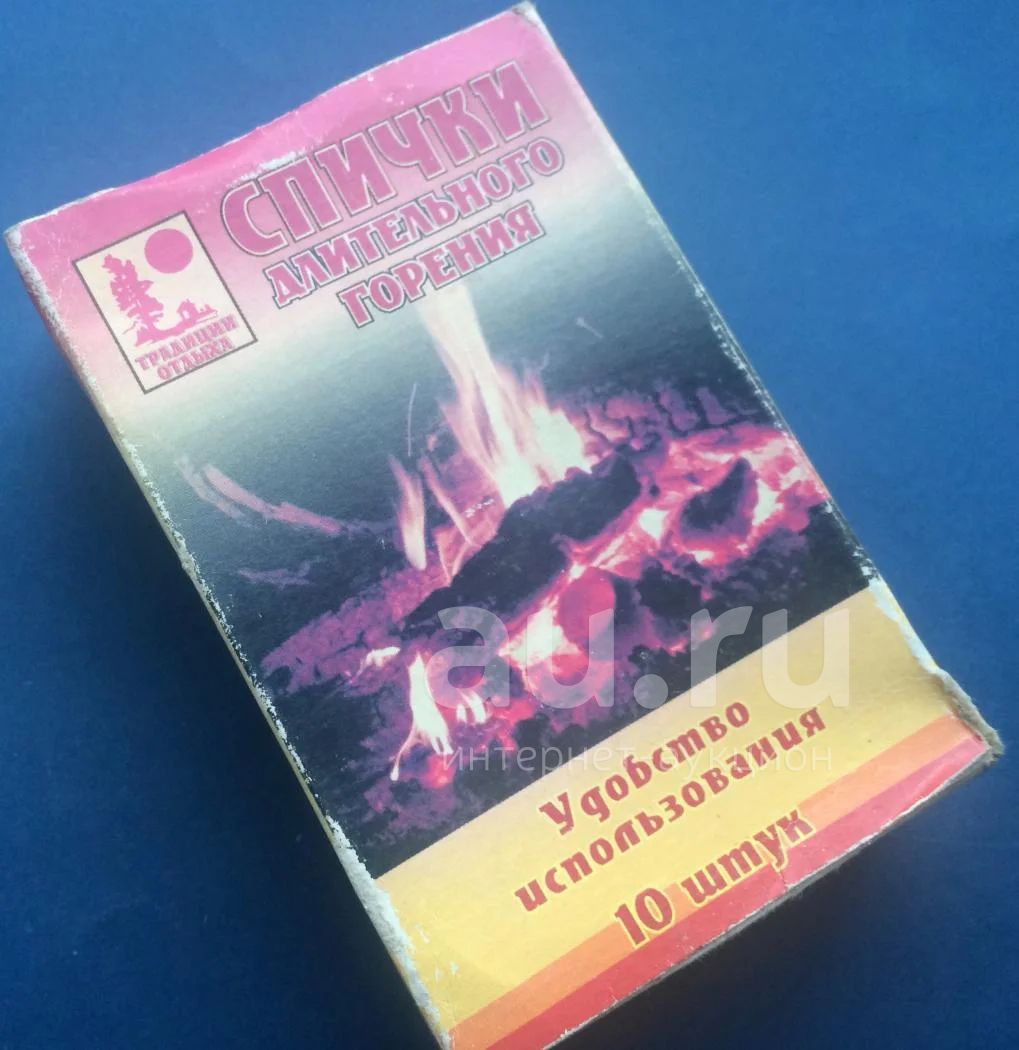 СПИЧКИ
ДЛИТЕЛЬНОГО
ГОРЕНИЯ
ТРАДИЦИИ
ОТДЫХА
au.ru
интернет-аукцион
Удобство
использования
10 штук